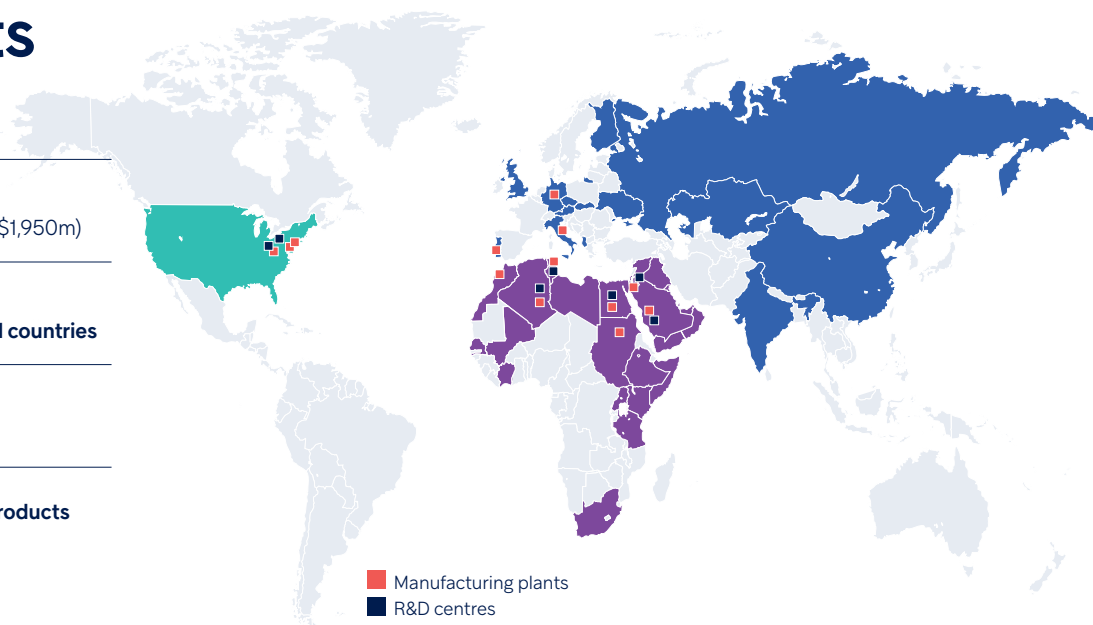 ts
$1,950m)
l countries
roducts
Manufacturing plants
R&D centres